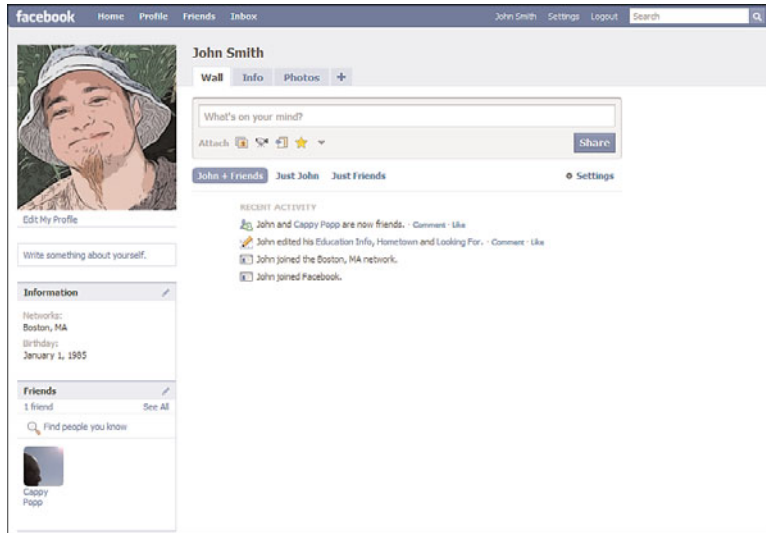 facebook Home Profile Friends Inbox John Smith Settings Logout Search
John Smith
Wall Info Photos +
What's on your mind?
Attach Share
John + Friends Just John Just Friends Settings
RECENT ACTIVITY
John and Cappy Popp are now friends. · Comment · Like
John edited his Education Info, Hometown and Looking For. · Comment · Like
John joined the Boston, MA network.
John joined Facebook.
Edit My Profile
Write something about yourself.
Information
Networks:
Boston, MA
Birthday:
January 1, 1985
Friends
1 friend See All
Find people you know
Cappy
Popp